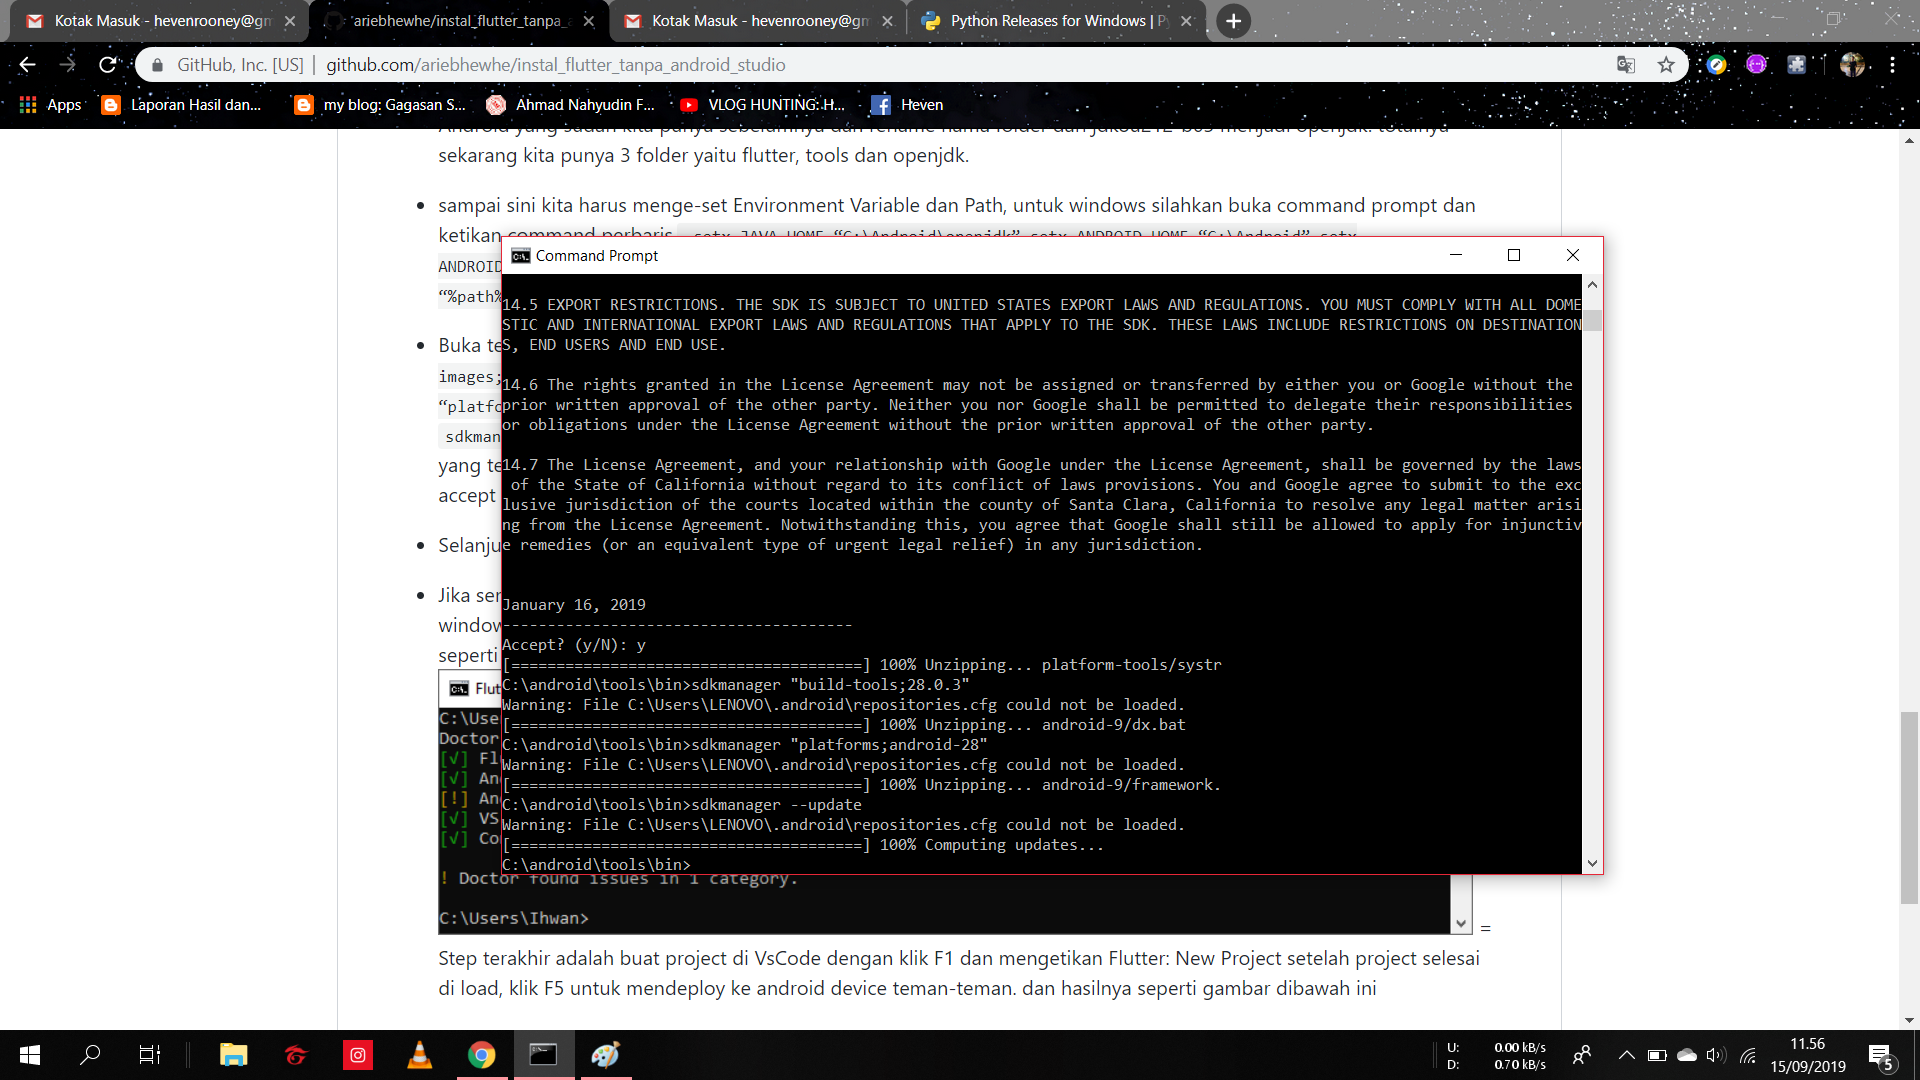 Kotak Masuk - hevenrooney@gm
ariebhewhe/instal_flutter_tanpa_a
Kotak Masuk - hevenrooney@gm
Python Releases for Windows | P
GitHub, Inc. [US] | github.com/ariebhewhe/instal_flutter_tanpa_android_studio
Apps
Laporan Hasil dan...
my blog: Gagasan S...
Ahmad Nahyudin F...
VLOG HUNTING: H...
Heven
sekarang kita punya 3 folder yaitu flutter, tools dan openjdk.
sampai sini kita harus menge-set Environment Variable dan Path, untuk windows silahkan buka command prompt dan
ketikan command perbaris setx JAVA_HOME “C:\Android\openjdk” setx ANDROID_HOME “C:\Android” setx
ANDROID
“%path%
Buka te
images;
“platfo
sdkman
yang te
accept
Selanju
Jika ser
window
seperti
Command Prompt
14.5 EXPORT RESTRICTIONS. THE SDK IS SUBJECT TO UNITED STATES EXPORT LAWS AND REGULATIONS. YOU MUST COMPLY WITH ALL DOME
STIC AND INTERNATIONAL EXPORT LAWS AND REGULATIONS THAT APPLY TO THE SDK. THESE LAWS INCLUDE RESTRICTIONS ON DESTINATION
S, END USERS AND END USE.
14.6 The rights granted in the License Agreement may not be assigned or transferred by either you or Google without the
prior written approval of the other party. Neither you nor Google shall be permitted to delegate their responsibilities
or obligations under the License Agreement without the prior written approval of the other party.
14.7 The License Agreement, and your relationship with Google under the License Agreement, shall be governed by the laws
of the State of California without regard to its conflict of laws provisions. You and Google agree to submit to the exc
lusive jurisdiction of the courts located within the county of Santa Clara, California to resolve any legal matter arisi
ng from the License Agreement. Notwithstanding this, you agree that Google shall still be allowed to apply for injunctiv
e remedies (or an equivalent type of urgent legal relief) in any jurisdiction.
January 16, 2019
---------------------------------------
Accept? (y/N): y
[=======================================] 100% Unzipping... platform-tools/systr
C:\android\tools\bin>sdkmanager "build-tools;28.0.3"
Warning: File C:\Users\LENOVO\.android\repositories.cfg could not be loaded.
[=======================================] 100% Unzipping... android-9/dx.bat
C:\android\tools\bin>sdkmanager "platforms;android-28"
Warning: File C:\Users\LENOVO\.android\repositories.cfg could not be loaded.
[=======================================] 100% Unzipping... android-9/framework.
C:\android\tools\bin>sdkmanager --update
Warning: File C:\Users\LENOVO\.android\repositories.cfg could not be loaded.
[=======================================] 100% Computing updates...
C:\android\tools\bin>
Flut
C:\Use
Doctor
[√] Fl
[√] An
[!] An
[√] VS
[√] Co
! Doctor found issues in 1 category.
C:\Users\Ihwan>
=
Step terakhir adalah buat project di VsCode dengan klik F1 dan mengetikan Flutter: New Project setelah project selesai
di load, klik F5 untuk mendeploy ke android device teman-teman. dan hasilnya seperti gambar dibawah ini
U: 0.00 kB/s
D: 0.70 kB/s
11.56
15/09/2019
5